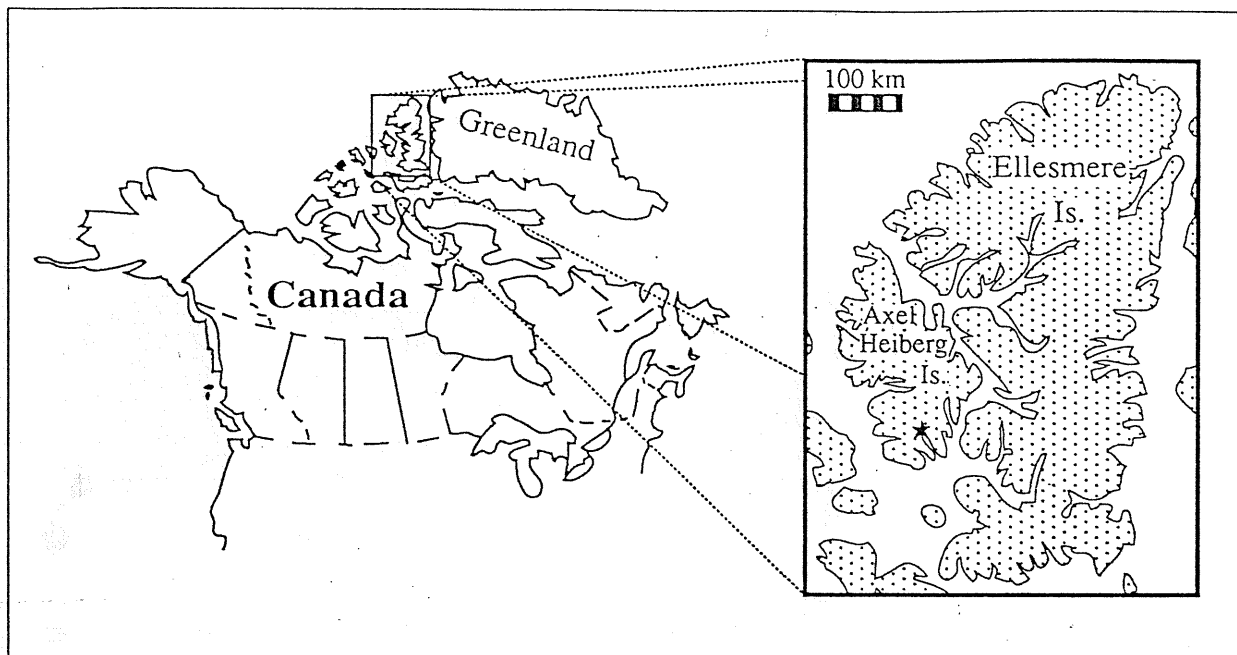 Greenland
Canada
100 km
Ellesmere
Is.
Axel
Heiberg
Is.